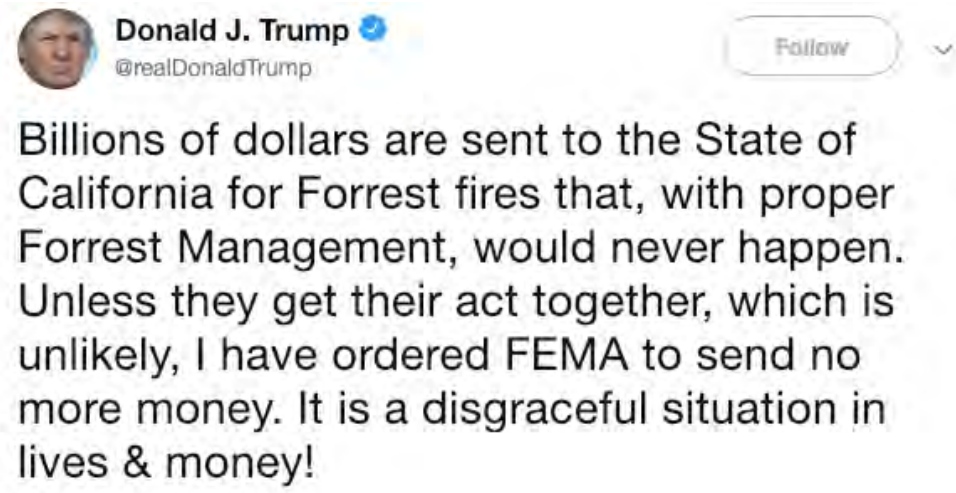 Donald J. Trump
@realDonaldTrump
Follow
Billions of dollars are sent to the State of
California for Forrest fires that, with proper
Forrest Management, would never happen.
Unless they get their act together, which is
unlikely, I have ordered FEMA to send no
more money. It is a disgraceful situation in
lives & money!